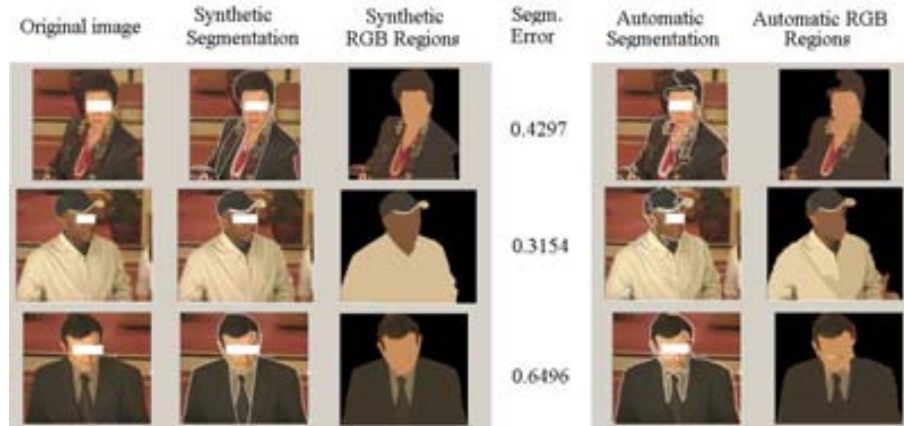 Original image
Synthetic
Segmentation
Synthetic
RGB Regions
Segm.
Error
Automatic
Segmentation
Automatic RGB
Regions
0.4297
0.3154
0.6496